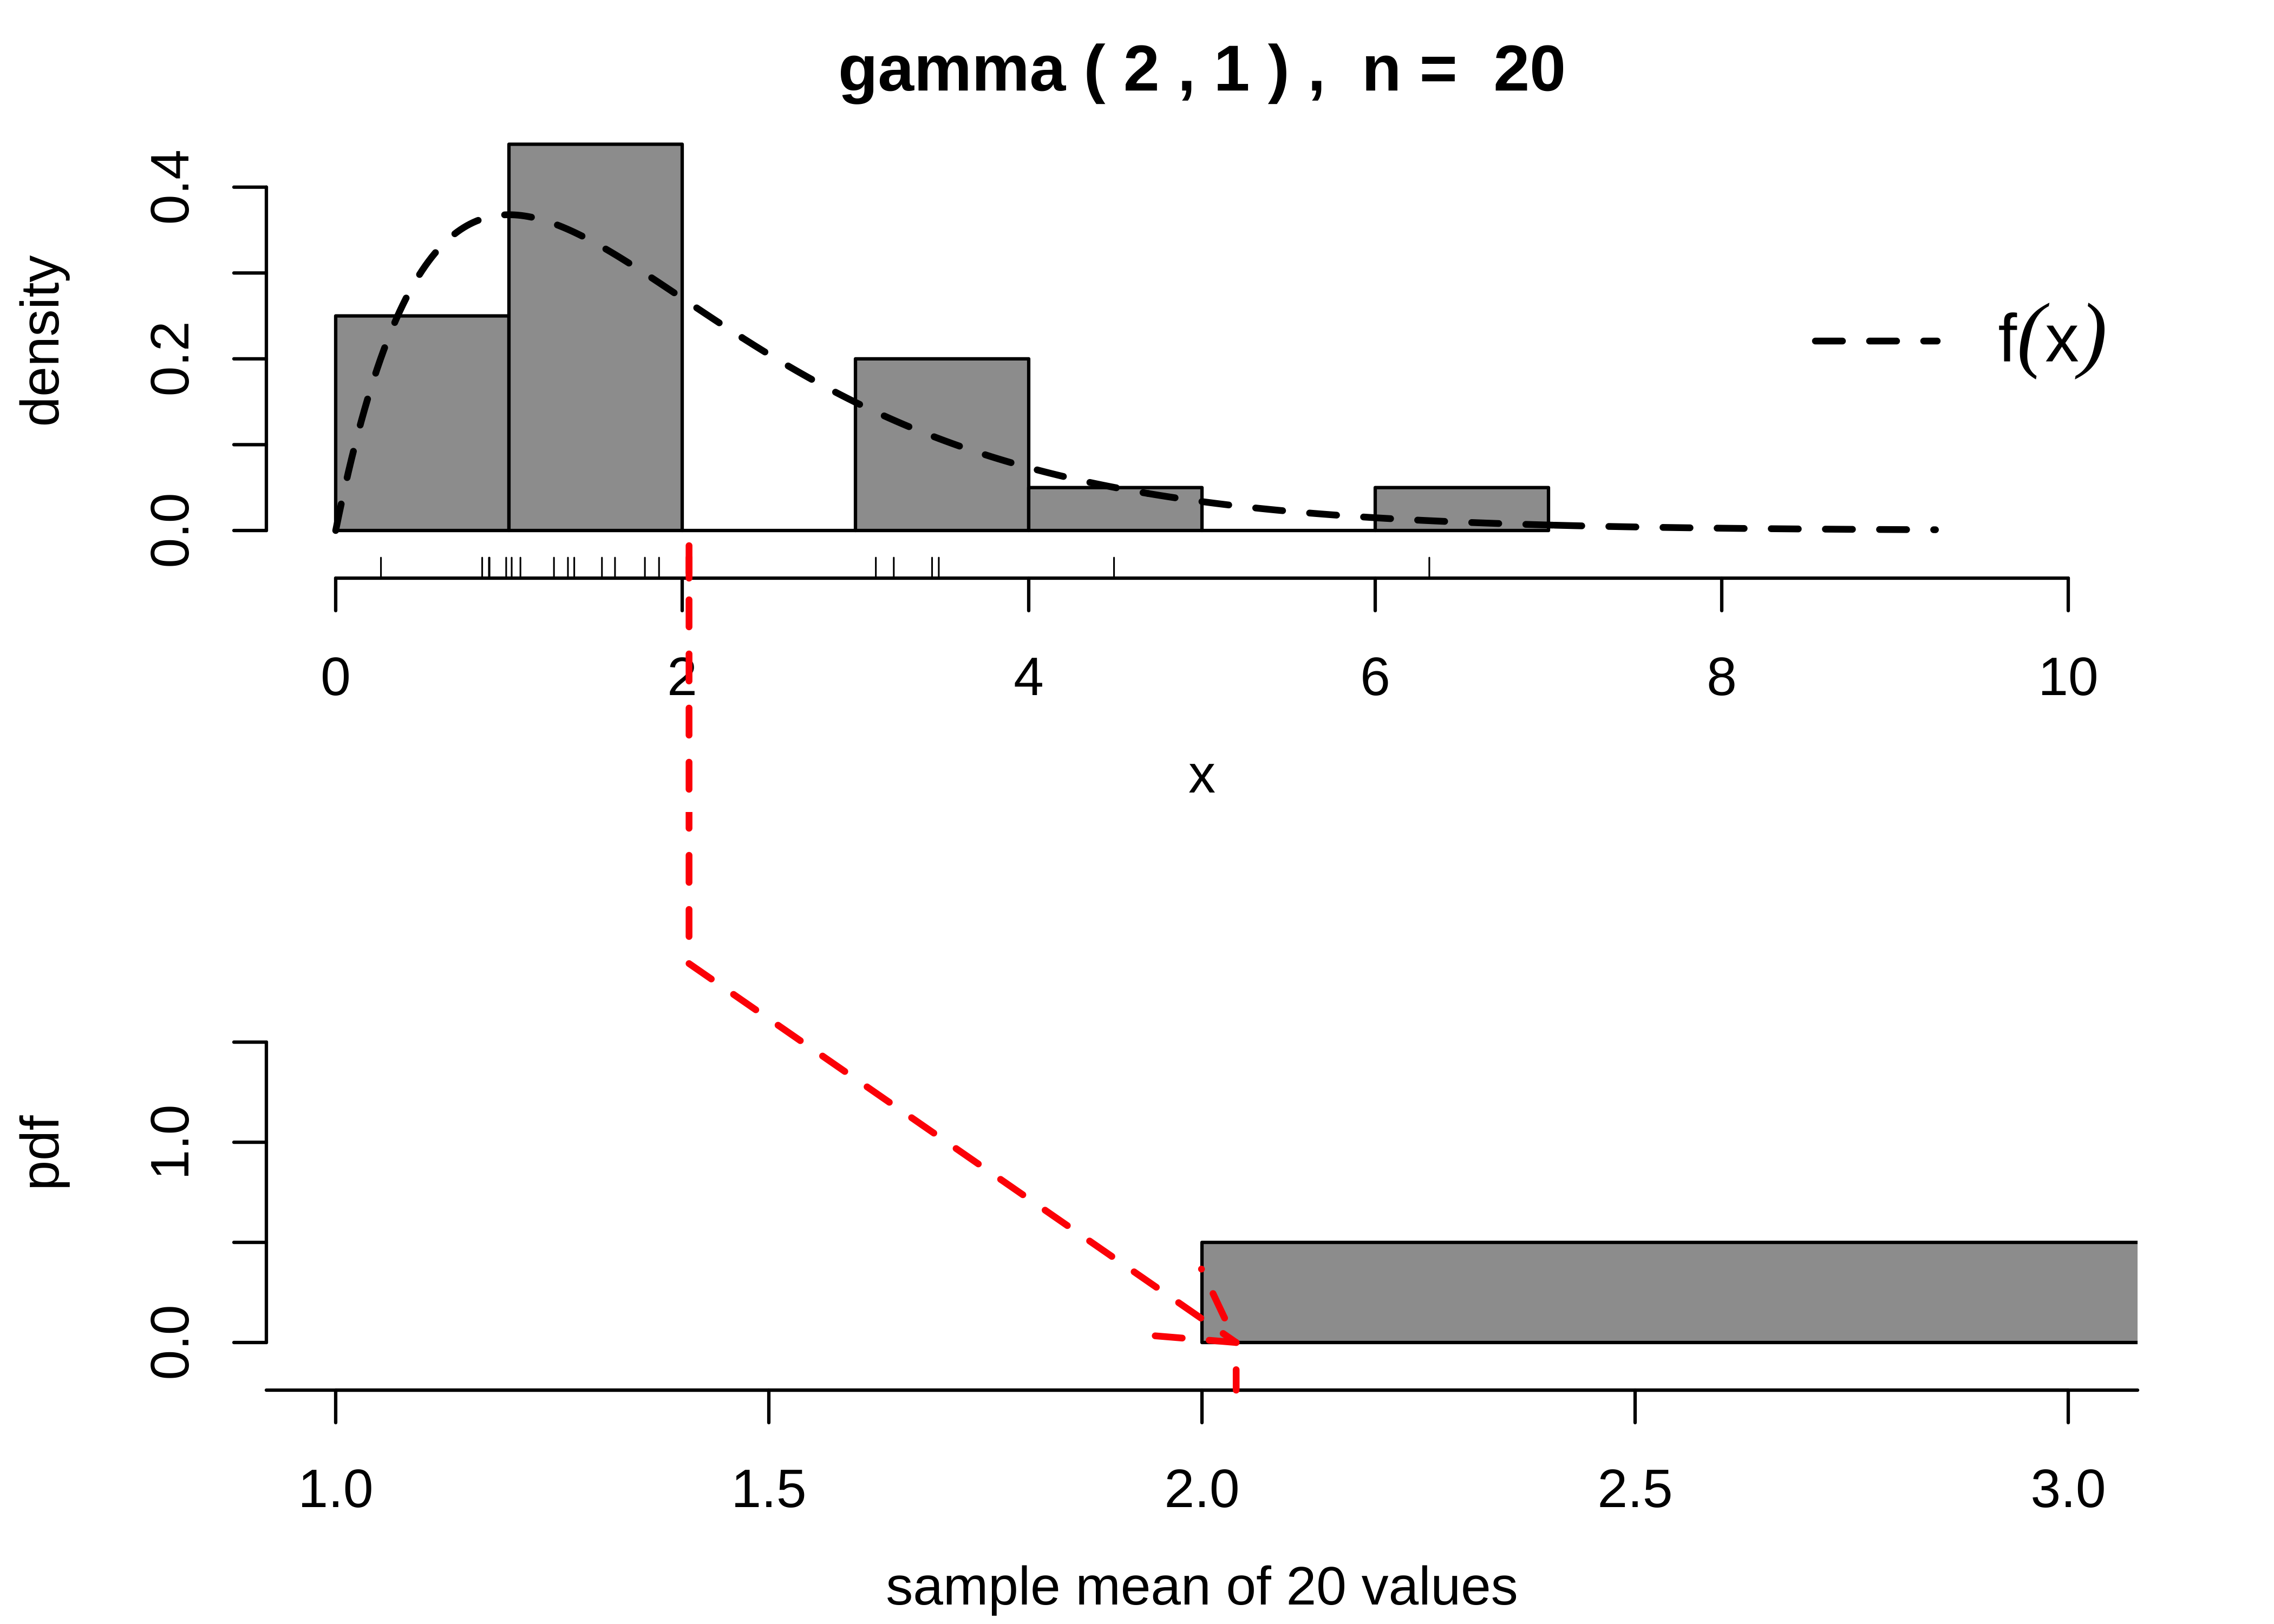 gamma ( 2 , 1 ) ,  n =  20
density
0.0 0.2 0.4
f(x)
0 2 4 6 8 10
x
pdf
0.0 1.0
1.0 1.5 2.0 2.5 3.0
sample mean of 20 values